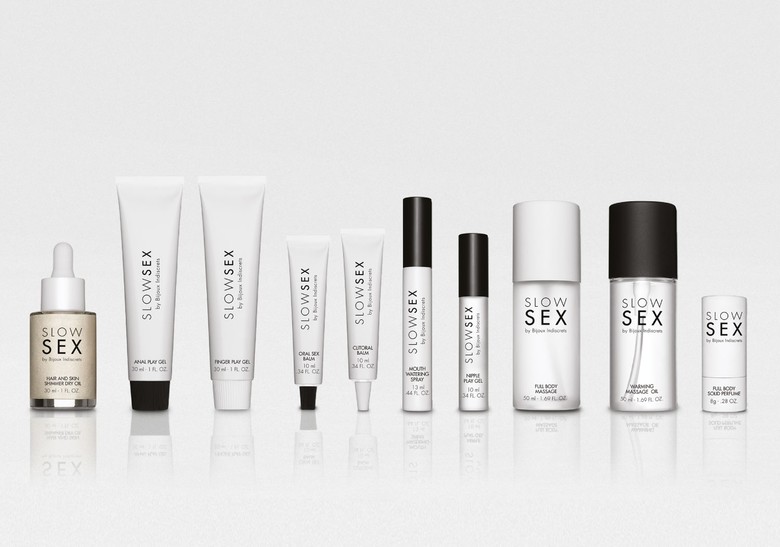 SLOW
SEX
by Bijoux Indiscrets
HAIR AND SKIN
SHIMMER DRY OIL
30 ml · 1 FL. OZ.
SLOWSEX
by Bijoux Indiscrets
ANAL PLAY GEL
30 ml · 1 FL. OZ.
SLOWSEX
by Bijoux Indiscrets
FINGER PLAY GEL
30 ml · 1 FL. OZ.
SLOWSEX
by Bijoux Indiscrets
ORAL SEX
BALM
10 ml
.34 FL. OZ.
SLOWSEX
by Bijoux Indiscrets
CLITORAL
BALM
10 ml
.34 FL. OZ.
SLOWSEX
by Bijoux Indiscrets
MOUTH
WATERING
SPRAY
13 ml
.44 FL. OZ.
SLOWSEX
by Bijoux Indiscrets
NIPPLE
PLAY GEL
10 ml
.34 FL. OZ.
SLOW
SEX
by Bijoux Indiscrets
FULL BODY
MASSAGE
50 ml · 1.69 FL. OZ.
SLOW
SEX
by Bijoux Indiscrets
WARMING
MASSAGE OIL
50 ml · 1.69 FL. OZ.
SLOW
SEX
by Bijoux Indiscrets
FULL BODY
SOLID PERFUME
8g · .28 OZ.